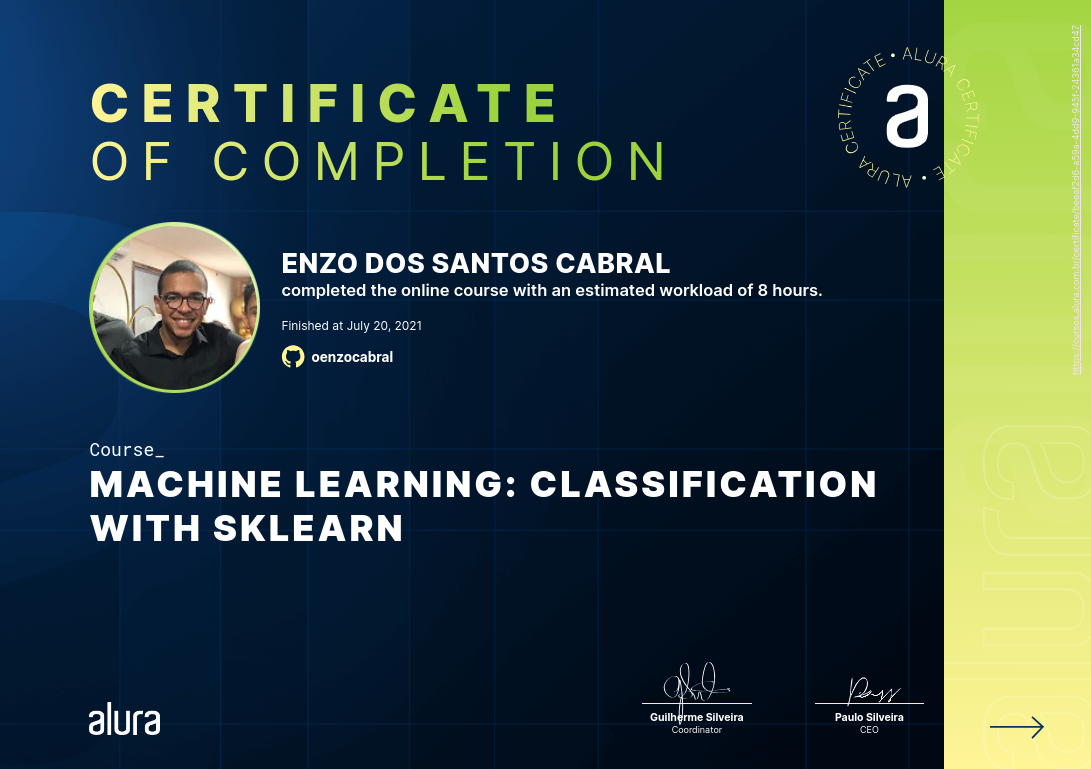 CERTIFICATE
OF COMPLETION
ALURA CERTIFICATE • ALURA CERTIFICATE •
a
ENZO DOS SANTOS CABRAL
completed the online course with an estimated workload of 8 hours.
Finished at July 20, 2021
oenzocabral
Course_
MACHINE LEARNING: CLASSIFICATION
WITH SKLEARN
Guilherme Silveira
Coordinator
Paulo Silveira
CEO
alura
alura